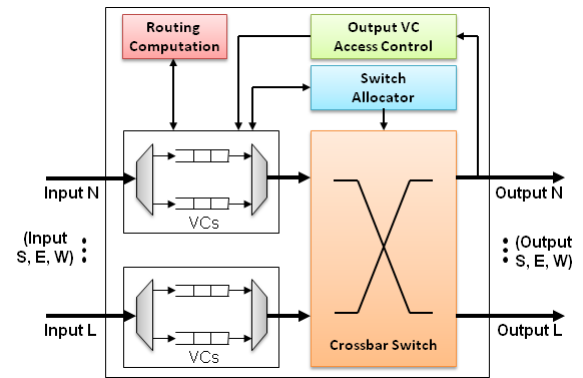 Routing
Computation
Output VC
Access Control
Switch
Allocator
Input N
VCs
Output N
(Input
S, E, W)
(Output
S, E, W)
Input L
VCs
Output L
Crossbar Switch